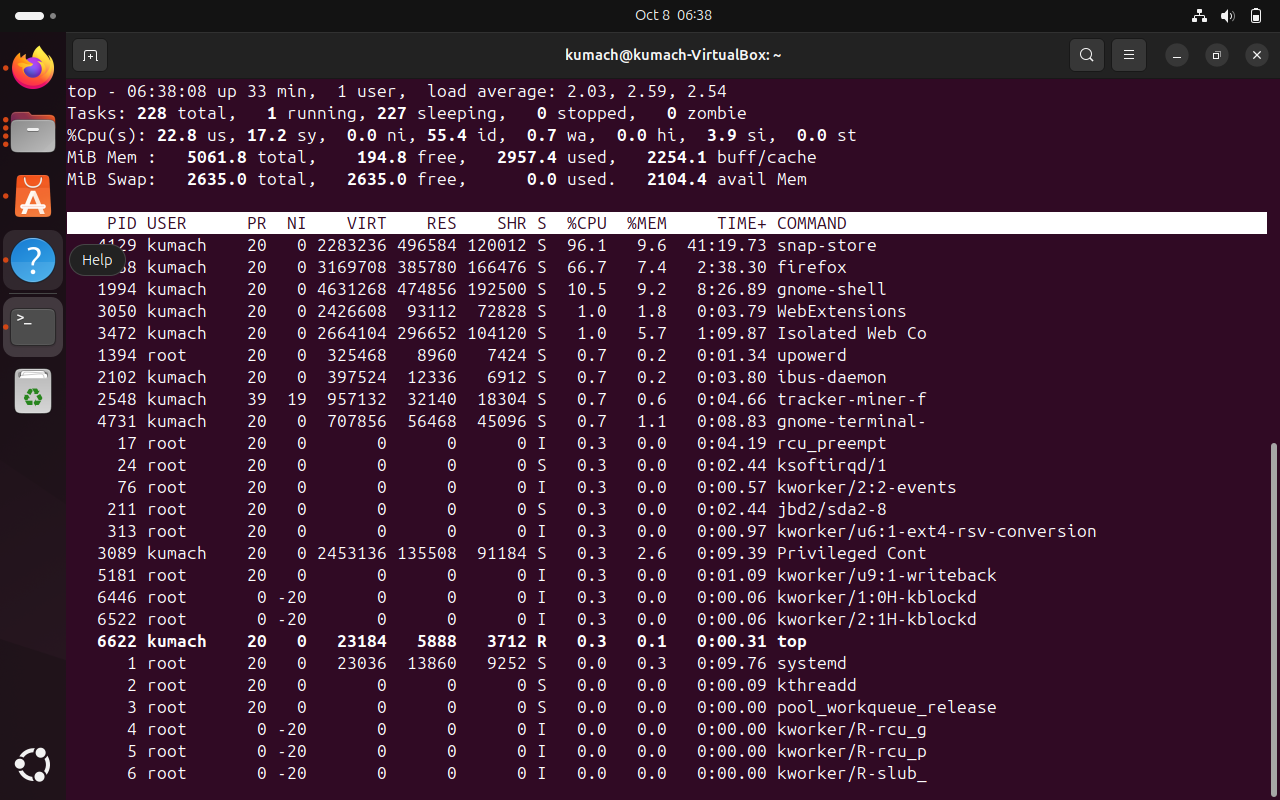 Oct 8 06:38
kumach@kumach-VirtualBox: ~
top - 06:38:08 up 33 min,  1 user,  load average: 2.03, 2.59, 2.54
Tasks: 228 total,   1 running, 227 sleeping,   0 stopped,   0 zombie
%Cpu(s): 22.8 us, 17.2 sy,  0.0 ni, 55.4 id,  0.7 wa,  0.0 hi,  3.9 si,  0.0 st
MiB Mem :   5061.8 total,    194.8 free,   2957.4 used,   2254.1 buff/cache
MiB Swap:   2635.0 total,   2635.0 free,      0.0 used.   2104.4 avail Mem
PID USER      PR  NI    VIRT    RES    SHR S  %CPU  %MEM     TIME+ COMMAND
4129 kumach    20   0 2283236 496584 120012 S  96.1   9.6  41:19.73 snap-store
Help
kumach    20   0 3169708 385780 166476 S  66.7   7.4   2:38.30 firefox
1994 kumach    20   0 4631268 474856 192500 S  10.5   9.2   8:26.89 gnome-shell
3050 kumach    20   0 2426608  93112  72828 S   1.0   1.8   0:03.79 WebExtensions
3472 kumach    20   0 2664104 296652 104120 S   1.0   5.7   1:09.87 Isolated Web Co
1394 root      20   0  325468   8960   7424 S   0.7   0.2   0:01.34 upowerd
2102 kumach    20   0  397524  12336   6912 S   0.7   0.2   0:03.80 ibus-daemon
2548 kumach    39  19  957132  32140  18304 S   0.7   0.6   0:04.66 tracker-miner-f
4731 kumach    20   0  707856  56468  45096 S   0.7   1.1   0:08.83 gnome-terminal-
17 root      20   0       0      0      0 I   0.3   0.0   0:04.19 rcu_preempt
24 root      20   0       0      0      0 S   0.3   0.0   0:02.44 ksoftirqd/1
76 root      20   0       0      0      0 I   0.3   0.0   0:00.57 kworker/2:2-events
211 root      20   0       0      0      0 S   0.3   0.0   0:02.44 jbd2/sda2-8
313 root      20   0       0      0      0 I   0.3   0.0   0:00.97 kworker/u6:1-ext4-rsv-conversion
3089 kumach    20   0 2453136 135508  91184 S   0.3   2.6   0:09.39 Privileged Cont
5181 root      20   0       0      0      0 I   0.3   0.0   0:01.09 kworker/u9:1-writeback
6446 root       0 -20       0      0      0 I   0.3   0.0   0:00.06 kworker/1:0H-kblockd
6522 root       0 -20       0      0      0 I   0.3   0.0   0:00.06 kworker/2:1H-kblockd
6622 kumach    20   0   23184   5888   3712 R   0.3   0.1   0:00.31 top
1 root      20   0   23036  13860   9252 S   0.0   0.3   0:09.76 systemd
2 root      20   0       0      0      0 S   0.0   0.0   0:00.09 kthreadd
3 root      20   0       0      0      0 S   0.0   0.0   0:00.00 pool_workqueue_release
4 root       0 -20       0      0      0 I   0.0   0.0   0:00.00 kworker/R-rcu_g
5 root       0 -20       0      0      0 I   0.0   0.0   0:00.00 kworker/R-rcu_p
6 root       0 -20       0      0      0 I   0.0   0.0   0:00.00 kworker/R-slub_